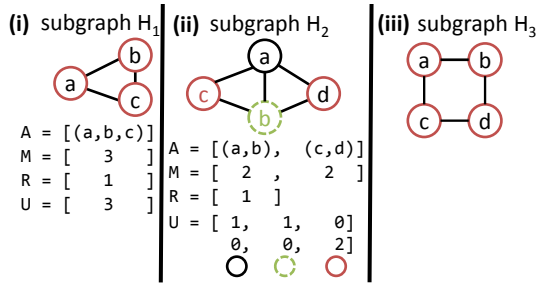 (i) subgraph H1
a
b
c
A = [(a,b,c)]
M = [ 3 ]
R = [ 1 ]
U = [ 3 ]
(ii) subgraph H2
a
c
d
b
A = [(a,b), (c,d)]
M = [ 2 , 2 ]
R = [ 1 ]
U = [ 1, 1, 0
0, 0, 2]
(iii) subgraph H3
a b
c d